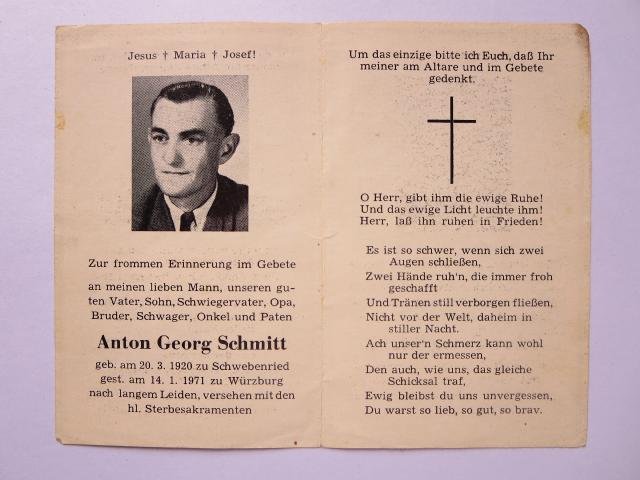 Jesus † Maria † Josef!
Zur frommen Erinnerung im Gebete
an meinen lieben Mann, unseren gu-
ten Vater, Sohn, Schwiegervater, Opa,
Bruder, Schwager, Onkel und Paten
Anton Georg Schmitt
geb. am 20. 3. 1920 zu Schwebenried
gest. am 14. 1. 1971 zu Würzburg
nach langem Leiden, versehen mit den
hl. Sterbesakramenten
Um das einzige bitte ich Euch, daß Ihr
meiner am Altare und im Gebete
gedenkt.
O Herr, gibt ihm die ewige Ruhe!
Und das ewige Licht leuchte ihm!
Herr, laß ihn ruhen in Frieden!
Es ist so schwer, wenn sich zwei
Augen schließen,
Zwei Hände ruh'n, die immer froh
geschafft
Und Tränen still verborgen fließen,
Nicht vor der Welt, daheim in
stiller Nacht.
Ach unser'n Schmerz kann wohl
nur der ermessen,
Den auch, wie uns, das gleiche
Schicksal traf,
Ewig bleibst du uns unvergessen,
Du warst so lieb, so gut, so brav.